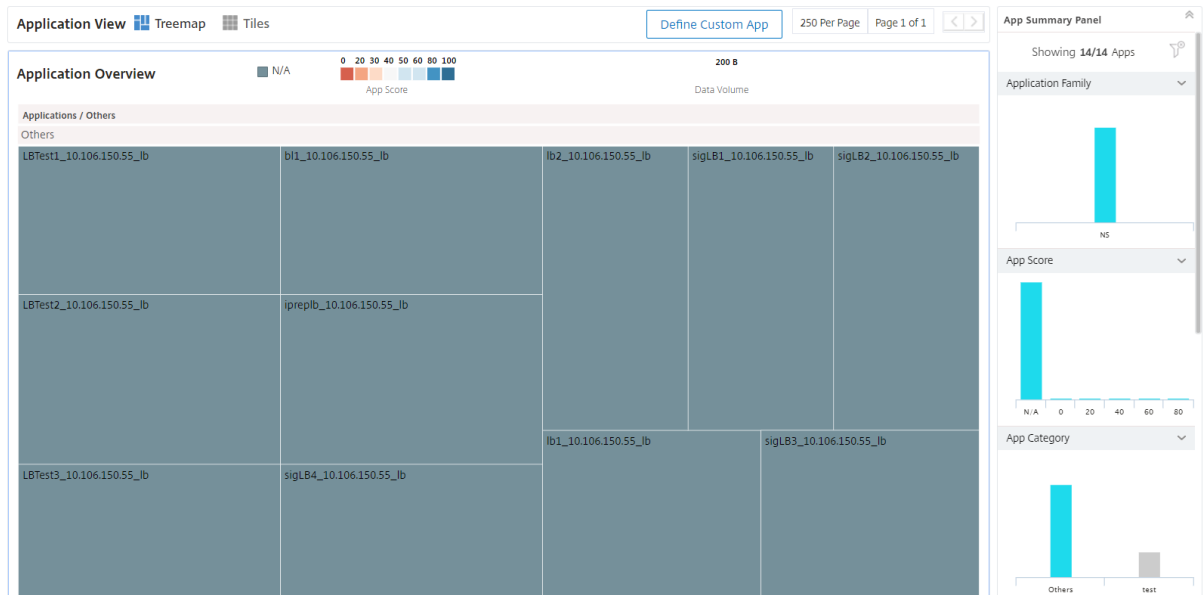 Application View Treemap Tiles
Define Custom App
250 Per Page
Page 1 of 1
Application Overview
N/A
0 20 30 40 50 60 80 100
App Score
200 B
Data Volume
Applications / Others
Others
LBTest1_10.106.150.55_lb
bl1_10.106.150.55_lb
lb2_10.106.150.55_lb
sigLB1_10.106.150.55_lb
sigLB2_10.106.150.55_lb
LBTest2_10.106.150.55_lb
ipreplb_10.106.150.55_lb
lb1_10.106.150.55_lb
sigLB3_10.106.150.55_lb
LBTest3_10.106.150.55_lb
sigLB4_10.106.150.55_lb
App Summary Panel
Showing 14/14 Apps
Application Family
NS
App Score
N/A 0 20 40 60 80
App Category
Others test